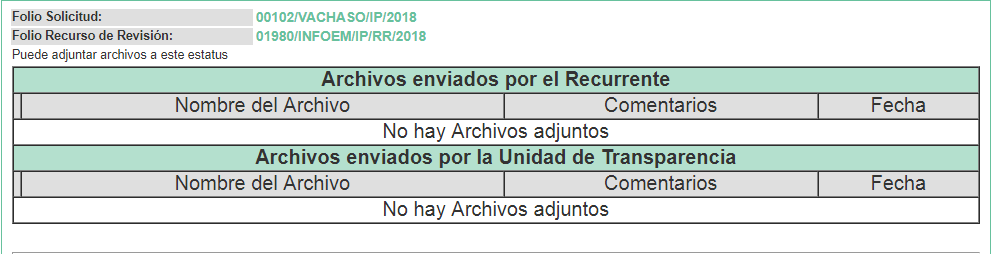 Folio Solicitud: 00102/VACHASO/IP/2018
Folio Recurso de Revisión: 01980/INFOEM/IP/RR/2018
Puede adjuntar archivos a este estatus
Archivos enviados por el Recurrente
Nombre del Archivo Comentarios Fecha
No hay Archivos adjuntos
Archivos enviados por la Unidad de Transparencia
Nombre del Archivo Comentarios Fecha
No hay Archivos adjuntos